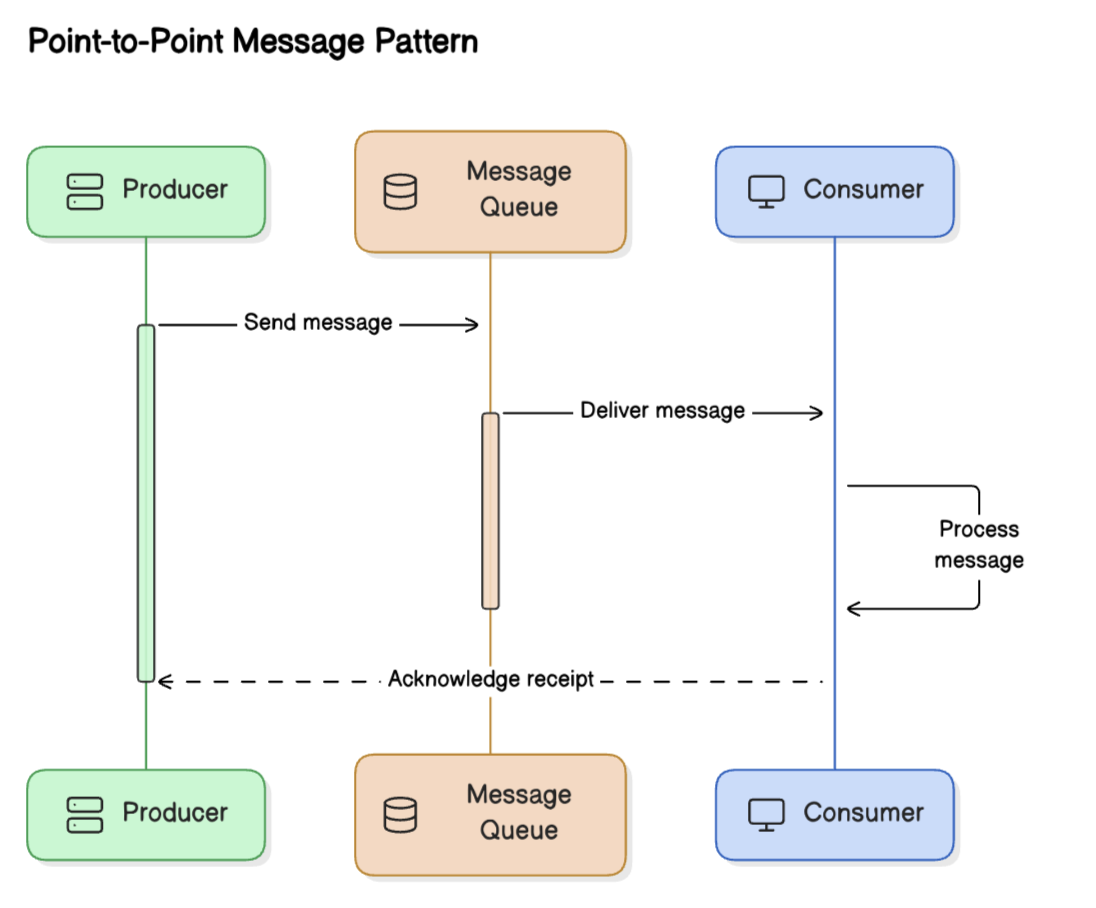 Point-to-Point Message Pattern
Producer
Message
Queue
Consumer
Send message
Deliver message
Process
message
Acknowledge receipt
Producer
Message
Queue
Consumer